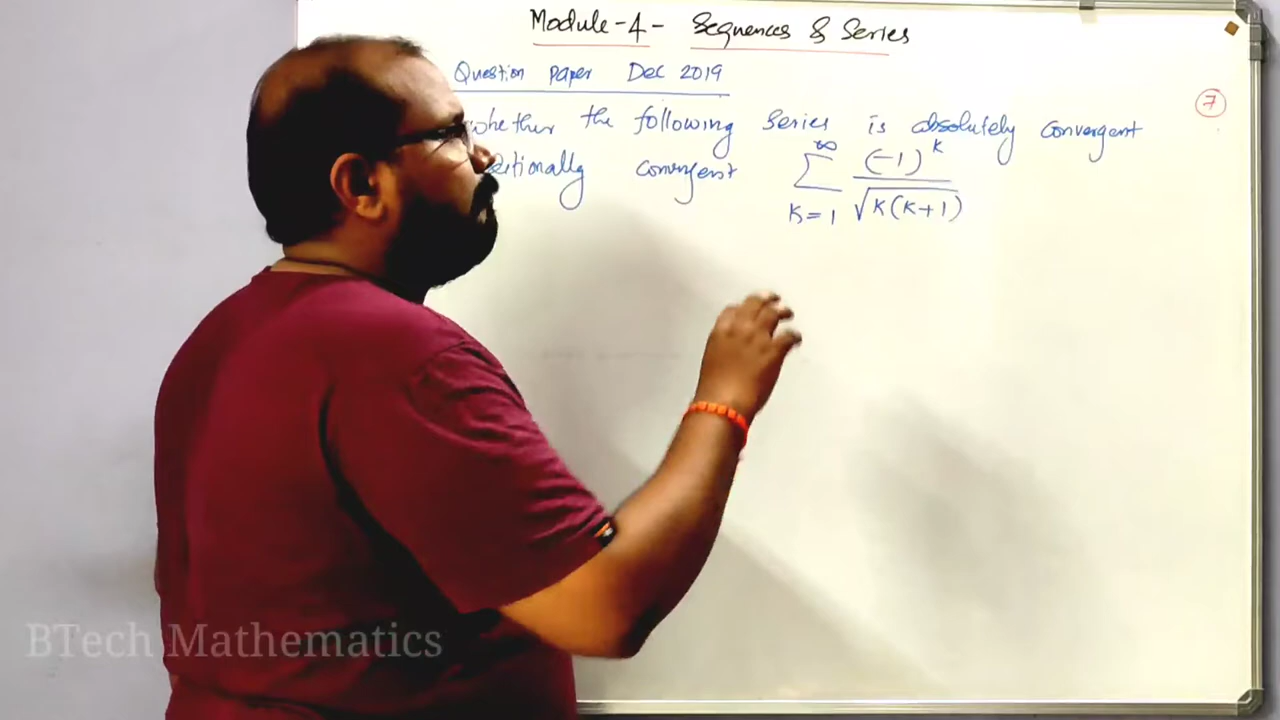 Module-4- Sequences & Series
Question paper Dec 2019
7
whether the following series is absolutely convergent
convergent ∑_{K=1}^{∞} (-1)^k / √K(K+1)
BTech Mathematics